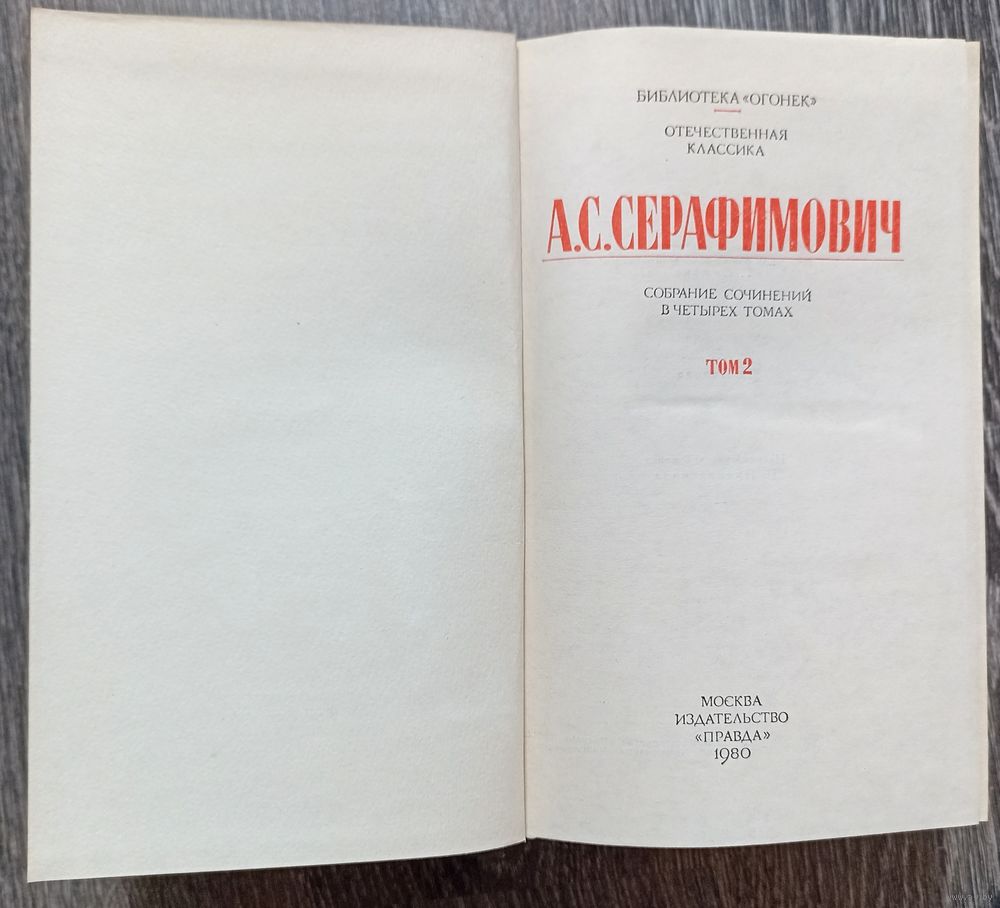 БИБЛИОТЕКА «ОГОНЕК»
ОТЕЧЕСТВЕННАЯ
КЛАССИКА
А.С.СЕРАФИМОВИЧ
СОБРАНИЕ СОЧИНЕНИЙ
В ЧЕТЫРЕХ ТОМАХ
ТОМ 2
МОСКВА
ИЗДАТЕЛЬСТВО
«ПРАВДА»
1980